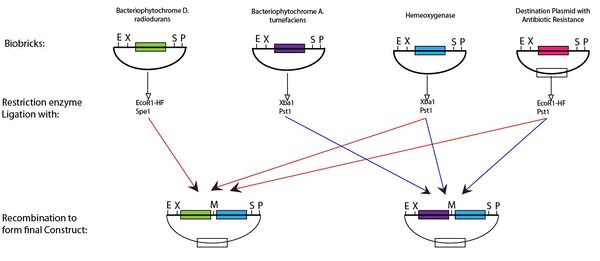 Bacteriophytochrome D.
radiodurans
Bacteriophytochrome A.
tumefaciens
Hemeoxygenase
Destination Plasmid with
Antibiotic Resistance
Biobricks:
E X S P
E X S P
E X S P
E X S P
Restriction enzyme
Ligation with:
EcoR1-HF
Spe1
Xba1
Pst1
Xba1
Pst1
EcoR1-HF
Pst1
Recombination to
form final Construct:
E X M S P
E X M S P